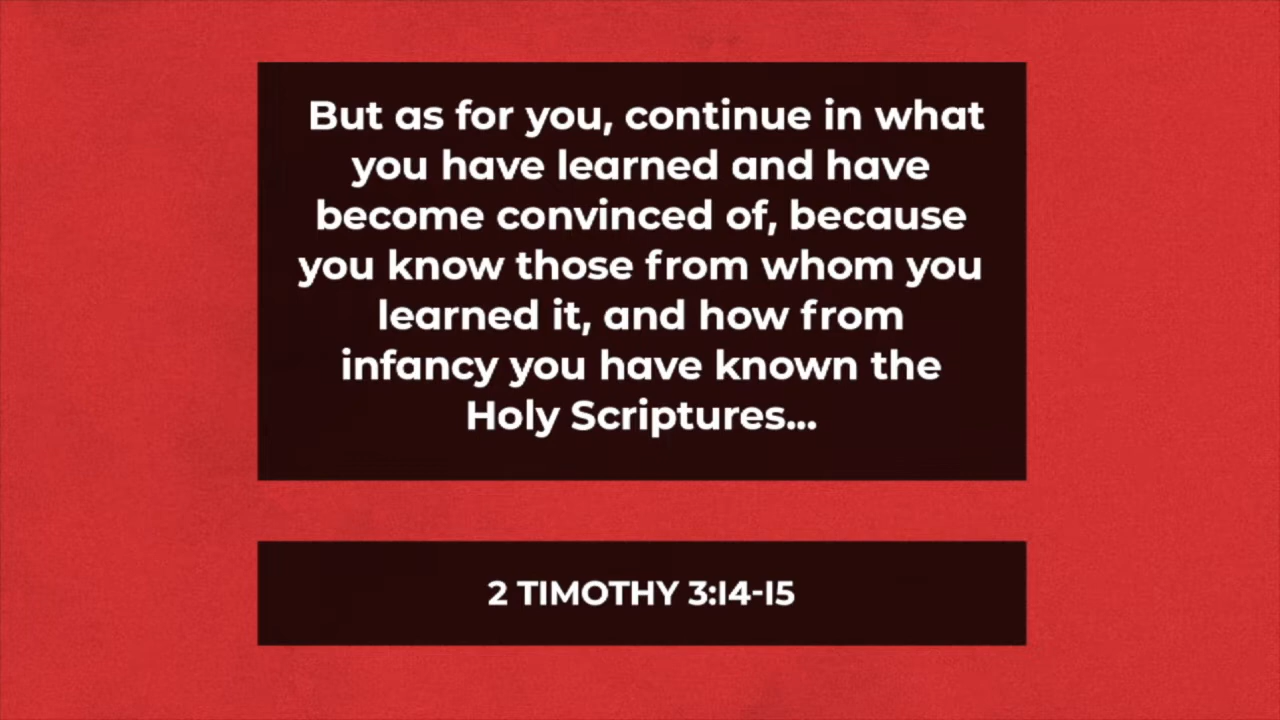 But as for you, continue in what
you have learned and have
become convinced of, because
you know those from whom you
learned it, and how from
infancy you have known the
Holy Scriptures...
2 TIMOTHY 3:14-15